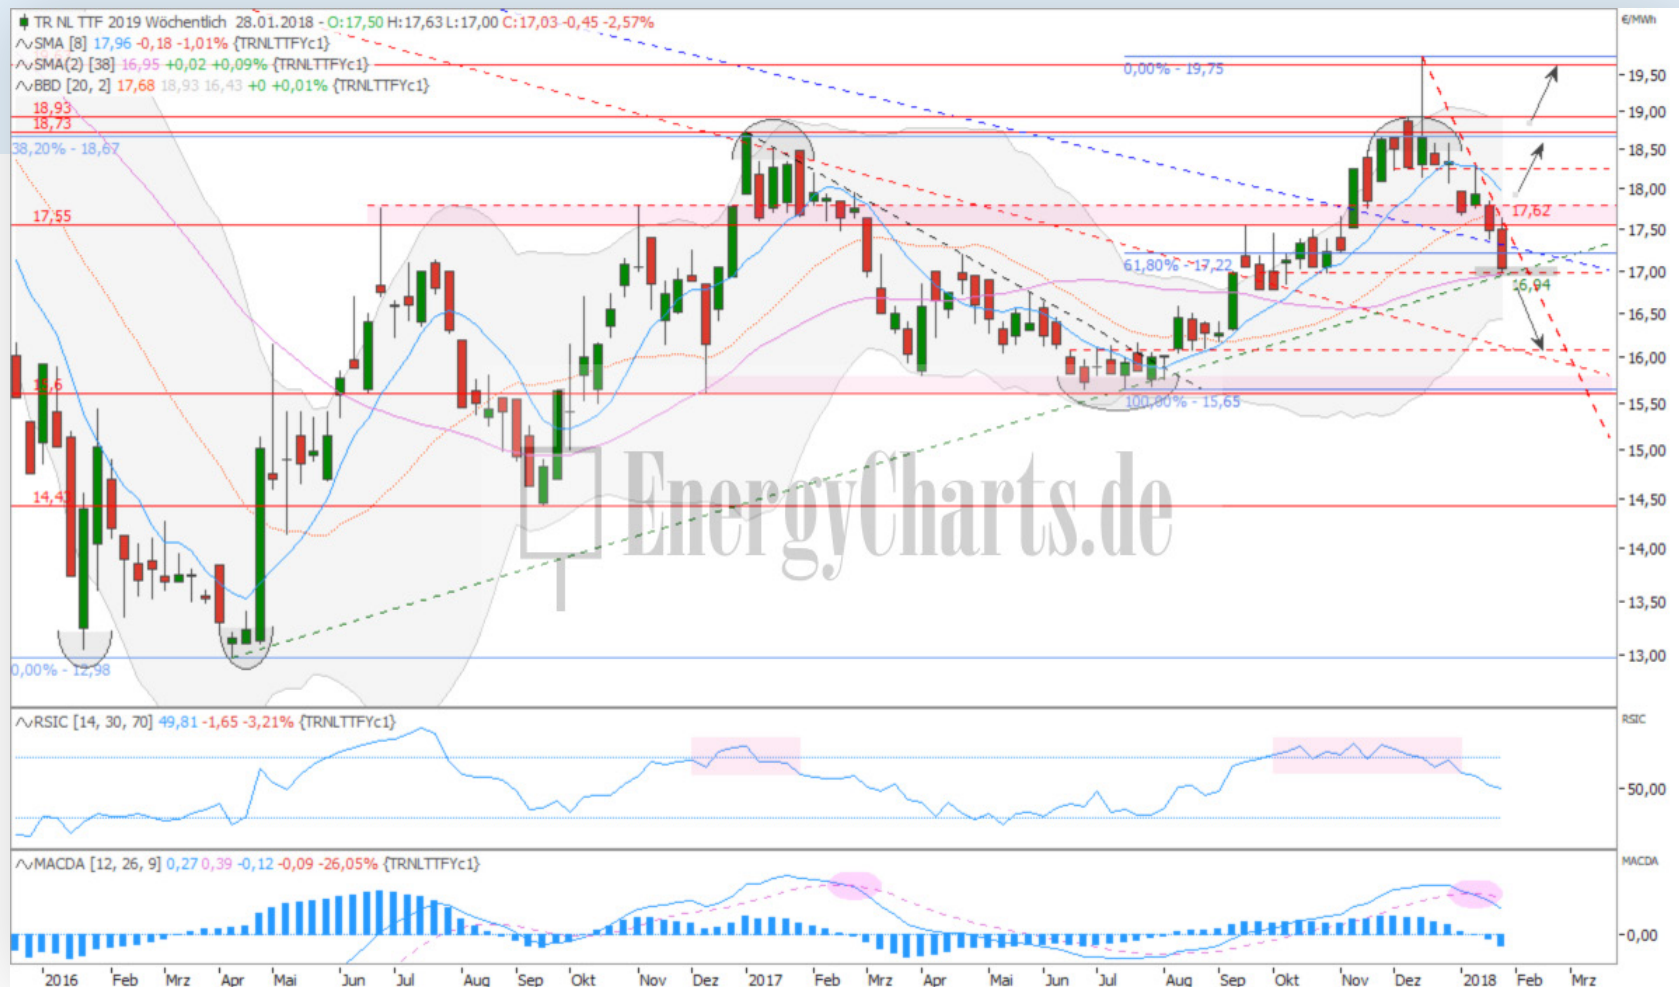 TR NL TTF 2019 Wöchentlich 28.01.2018 - O:17,50 H:17,63 L:17,00 C:17,03 -0,45 -2,57%
SMA [8] 17,96 -0,18 -1,01% {TRNLTTFYc1}
SMA(2) [38] 16,95 +0,02 +0,09% {TRNLTTFYc1}
BBD [20, 2] 17,68 18,93 16,43 +0 +0,01% {TRNLTTFYc1}
€/MWh
0,00% - 19,75
19,50
18,93
19,00
18,73
38,20% - 18,67
18,50
18,00
17,55
17,62
17,50
61,80% - 17,22
17,00
16,94
16,50
16,00
15,6
100,00% - 15,65
15,50
15,00
14,43
14,50
EnergyCharts.de
14,00
13,50
13,00
0,00% - 12,98
RSIC [14, 30, 70] 49,81 -1,65 -3,21% {TRNLTTFYc1}
RSIC
50,00
MACDA [12, 26, 9] 0,27 0,39 -0,12 -0,09 -26,05% {TRNLTTFYc1}
MACDA
0,00
2016 Feb Mrz Apr Mai Jun Jul Aug Sep Okt Nov Dez 2017 Feb Mrz Apr Mai Jun Jul Aug Sep Okt Nov Dez 2018 Feb Mrz